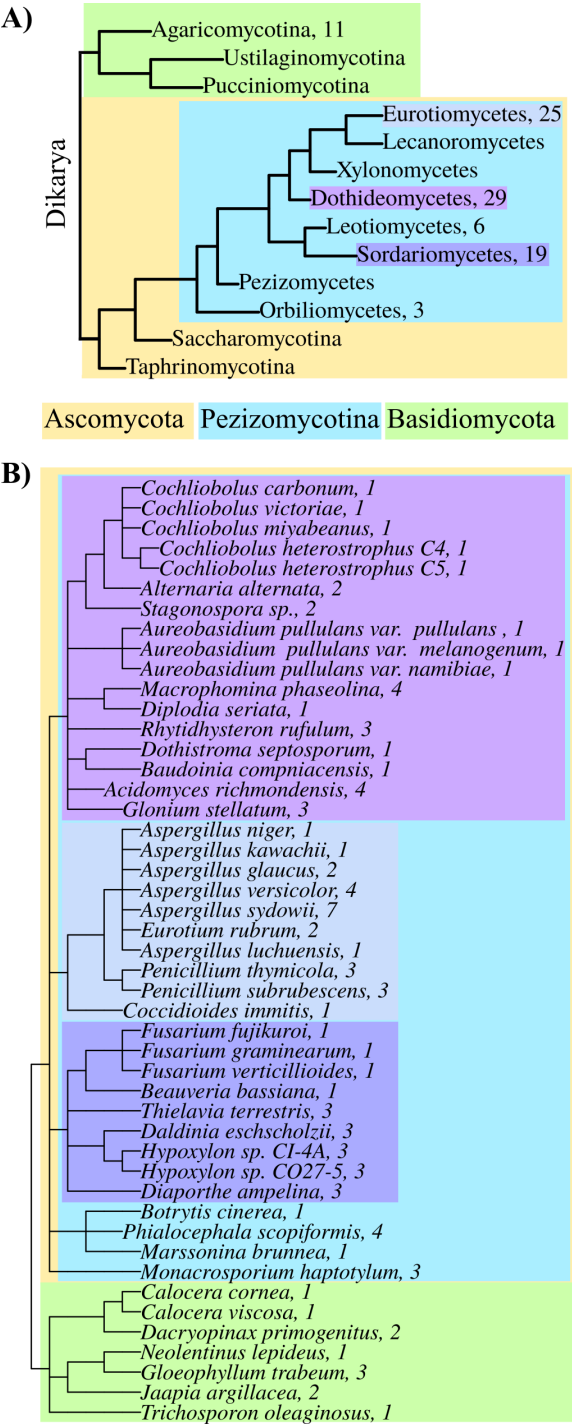 A)
Agaricomycotina, 11
Ustilaginomycotina
Pucciniomycotina
Dikarya
Eurotiomycetes, 25
Lecanoromycetes
Xylonomycetes
Dothideomycetes, 29
Leotiomycetes, 6
Sordariomycetes, 19
Pezizomycetes
Orbiliomycetes, 3
Saccharomycotina
Taphrinomycotina
Ascomycota Pezizomycotina Basidiomycota
B)
Cochliobolus carbonum, 1
Cochliobolus victoriae, 1
Cochliobolus miyabeanus, 1
Cochliobolus heterostrophus C4, 1
Cochliobolus heterostrophus C5, 1
Alternaria alternata, 2
Stagonospora sp., 2
Aureobasidium pullulans var. pullulans , 1
Aureobasidium pullulans var. melanogenum, 1
Aureobasidium pullulans var. namibiae, 1
Macrophomina phaseolina, 4
Diplodia seriata, 1
Rhytidhysteron rufulum, 3
Dothistroma septosporum, 1
Baudoinia compniacensis, 1
Acidomyces richmondensis, 4
Glonium stellatum, 3
Aspergillus niger, 1
Aspergillus kawachii, 1
Aspergillus glaucus, 2
Aspergillus versicolor, 4
Aspergillus sydowii, 7
Eurotium rubrum, 2
Aspergillus luchuensis, 1
Penicillium thymicola, 3
Penicillium subrubescens, 3
Coccidioides immitis, 1
Fusarium fujikuroi, 1
Fusarium graminearum, 1
Fusarium verticillioides, 1
Beauveria bassiana, 1
Thielavia terrestris, 3
Daldinia eschscholzii, 3
Hypoxylon sp. CI-4A, 3
Hypoxylon sp. CO27-5, 3
Diaporthe ampelina, 3
Botrytis cinerea, 1
Phialocephala scopiformis, 4
Marssonina brunnea, 1
Monacrosporium haptotylum, 3
Calocera cornea, 1
Calocera viscosa, 1
Dacryopinax primogenitus, 2
Neolentinus lepideus, 1
Gloeophyllum trabeum, 3
Jaapia argillacea, 2
Trichosporon oleaginosus, 1